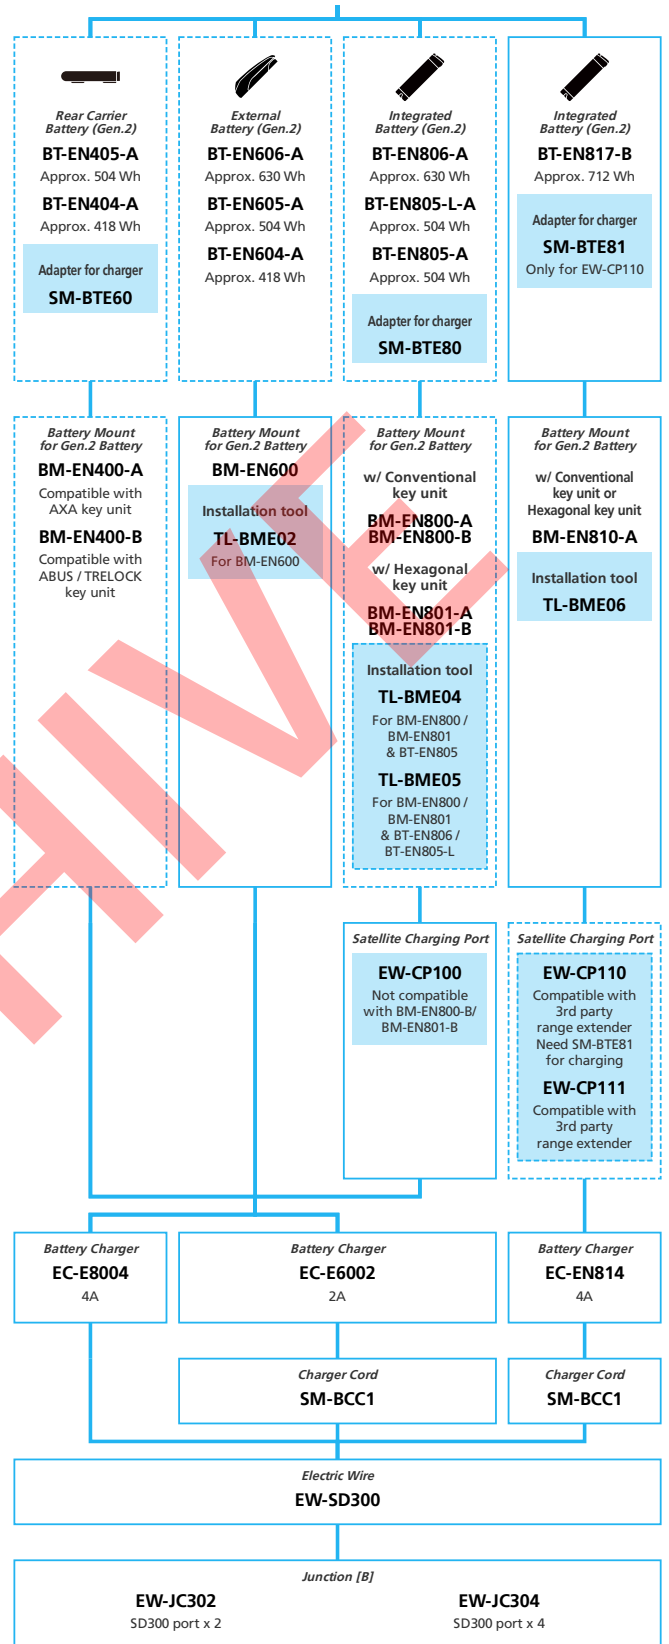 Rear Carrier
Battery (Gen.2)
BT-EN405-A
Approx. 504 Wh
BT-EN404-A
Approx. 418 Wh
Adapter for charger
SM-BTE60
External
Battery (Gen.2)
BT-EN606-A
Approx. 630 Wh
BT-EN605-A
Approx. 504 Wh
BT-EN604-A
Approx. 418 Wh
Integrated
Battery (Gen.2)
BT-EN806-A
Approx. 630 Wh
BT-EN805-L-A
Approx. 504 Wh
BT-EN805-A
Approx. 504 Wh
Adapter for charger
SM-BTE80
Integrated
Battery (Gen.2)
BT-EN817-B
Approx. 712 Wh
Adapter for charger
SM-BTE81
Only for EW-CP110
Battery Mount
for Gen.2 Battery
BM-EN400-A
Compatible with
AXA key unit
BM-EN400-B
Compatible with
ABUS / TRELOCK
key unit
Battery Mount
for Gen.2 Battery
BM-EN600
Installation tool
TL-BME02
For BM-EN600
Battery Mount
for Gen.2 Battery
w/ Conventional
key unit
BM-EN800-A
BM-EN800-B
w/ Hexagonal
key unit
BM-EN801-A
BM-EN801-B
Installation tool
TL-BME04
For BM-EN800 /
BM-EN801
& BT-EN805
TL-BME05
For BM-EN800 /
BM-EN801
& BT-EN806 /
BT-EN805-L
Battery Mount
for Gen.2 Battery
w/ Conventional
key unit or
Hexagonal key unit
BM-EN810-A
Installation tool
TL-BME06
Satellite Charging Port
EW-CP100
Not compatible
with BM-EN800-B/
BM-EN801-B
Satellite Charging Port
EW-CP110
Compatible with
3rd party
range extender
Need SM-BTE81
for charging
EW-CP111
Compatible with
3rd party
range extender
Battery Charger
EC-E8004
4A
Battery Charger
EC-E6002
2A
Battery Charger
EC-EN814
4A
Charger Cord
SM-BCC1
Charger Cord
SM-BCC1
Electric Wire
EW-SD300
Junction [B]
EW-JC302
SD300 port x 2
EW-JC304
SD300 port x 4
HIVE